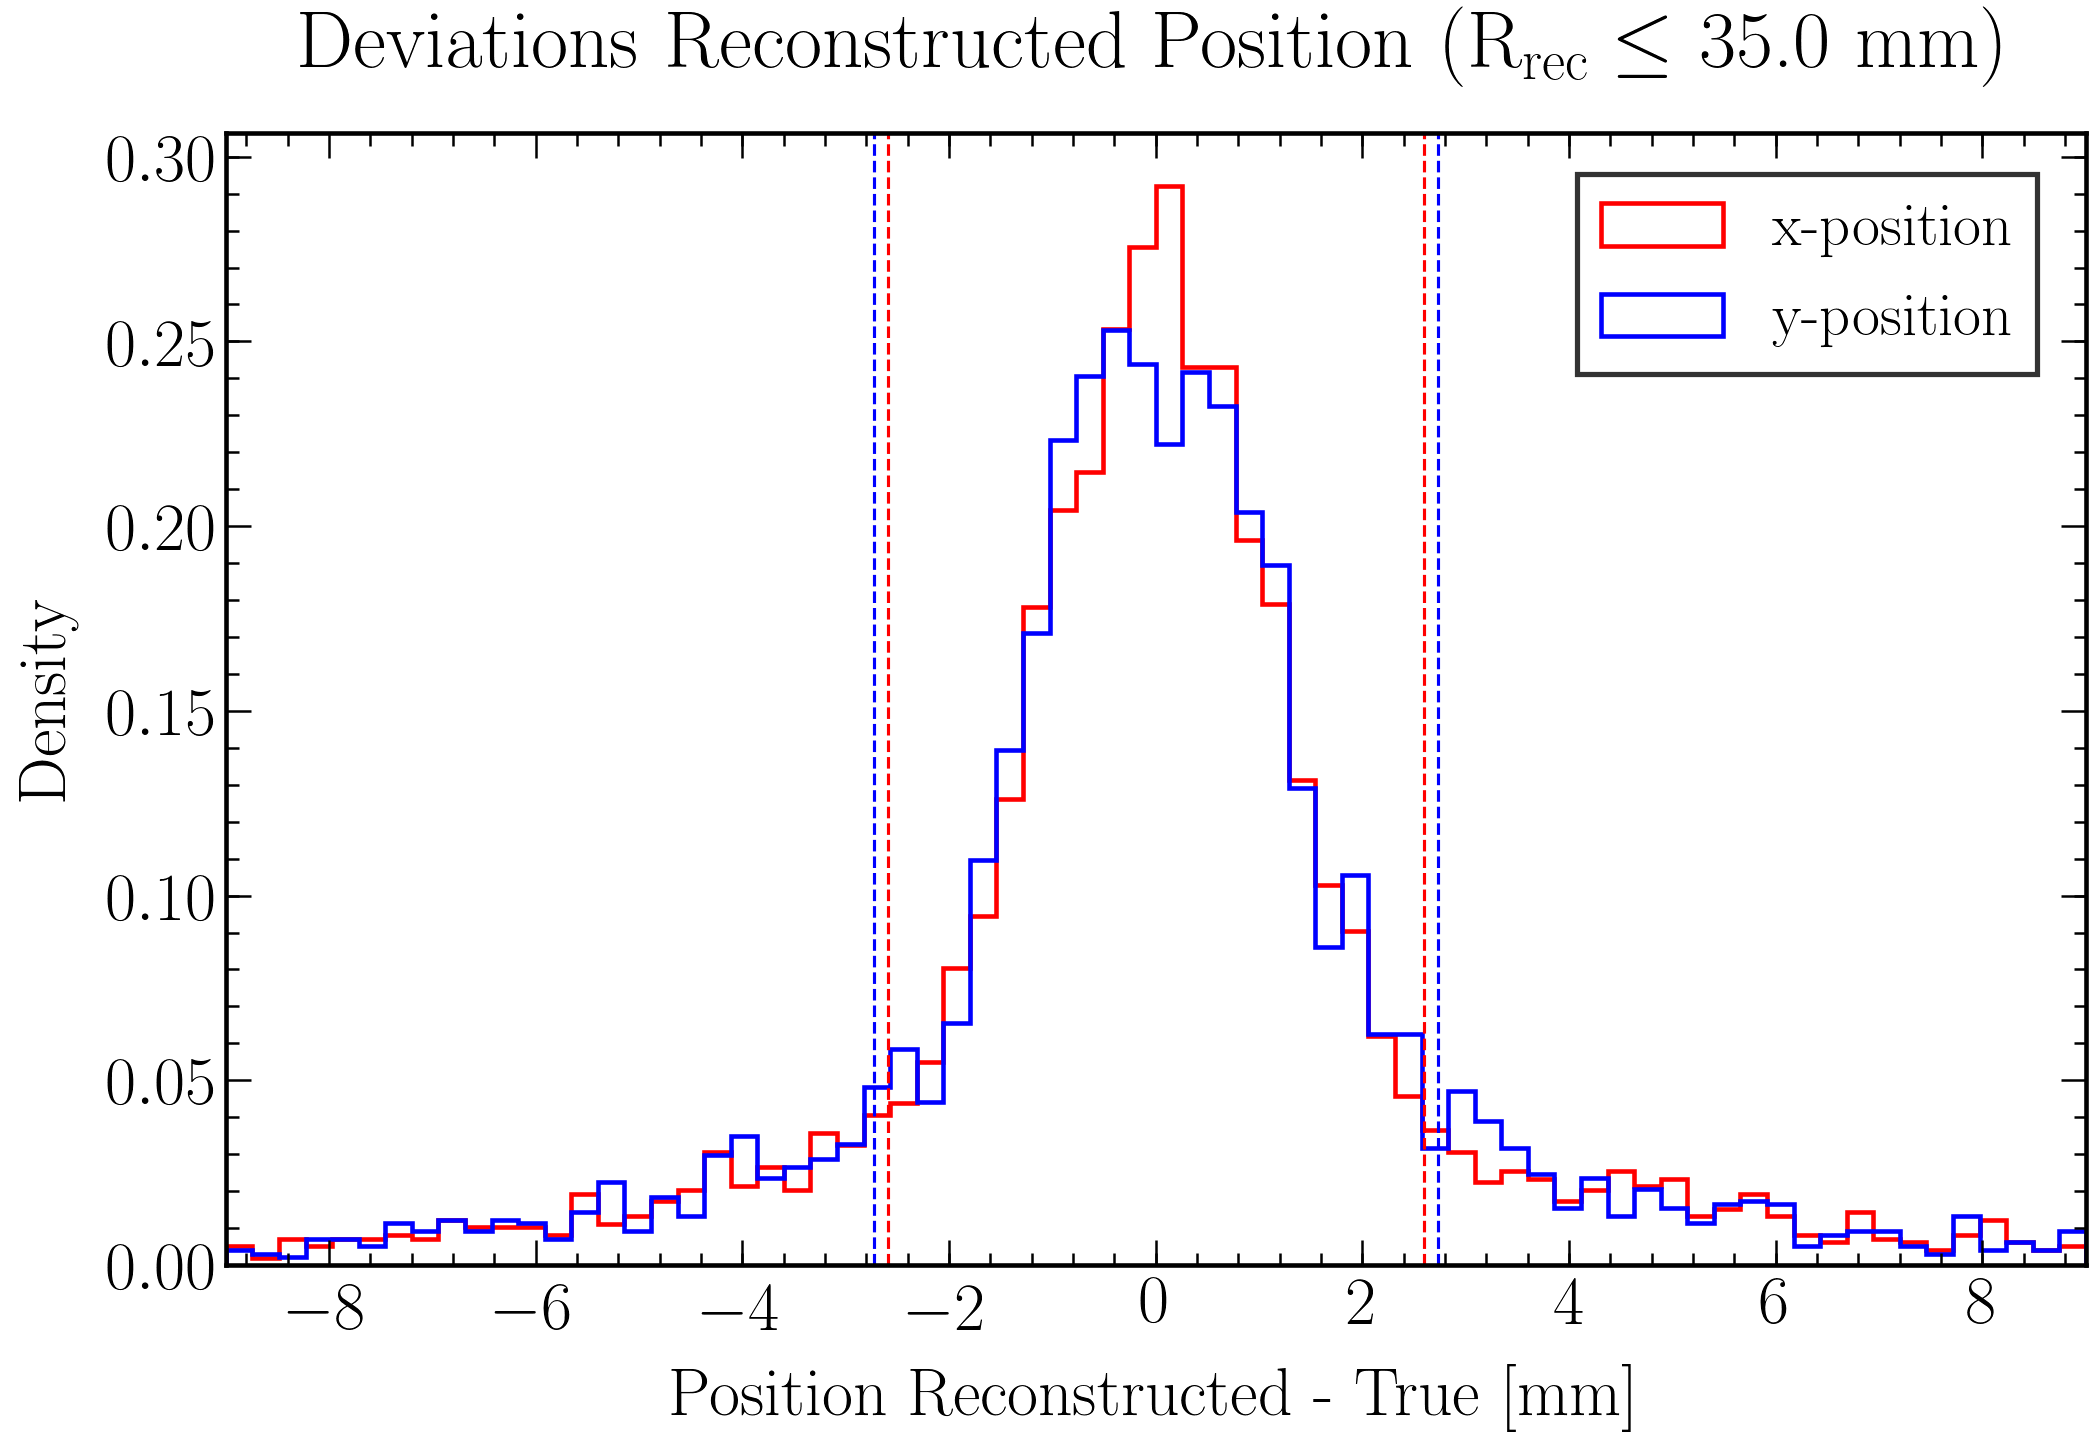 Deviations Reconstructed Position (R_rec ≤ 35.0 mm)
0.30
0.25
0.20
0.15
0.10
0.05
0.00
Density
x-position
y-position
−8 −6 −4 −2 0 2 4 6 8
Position Reconstructed - True [mm]